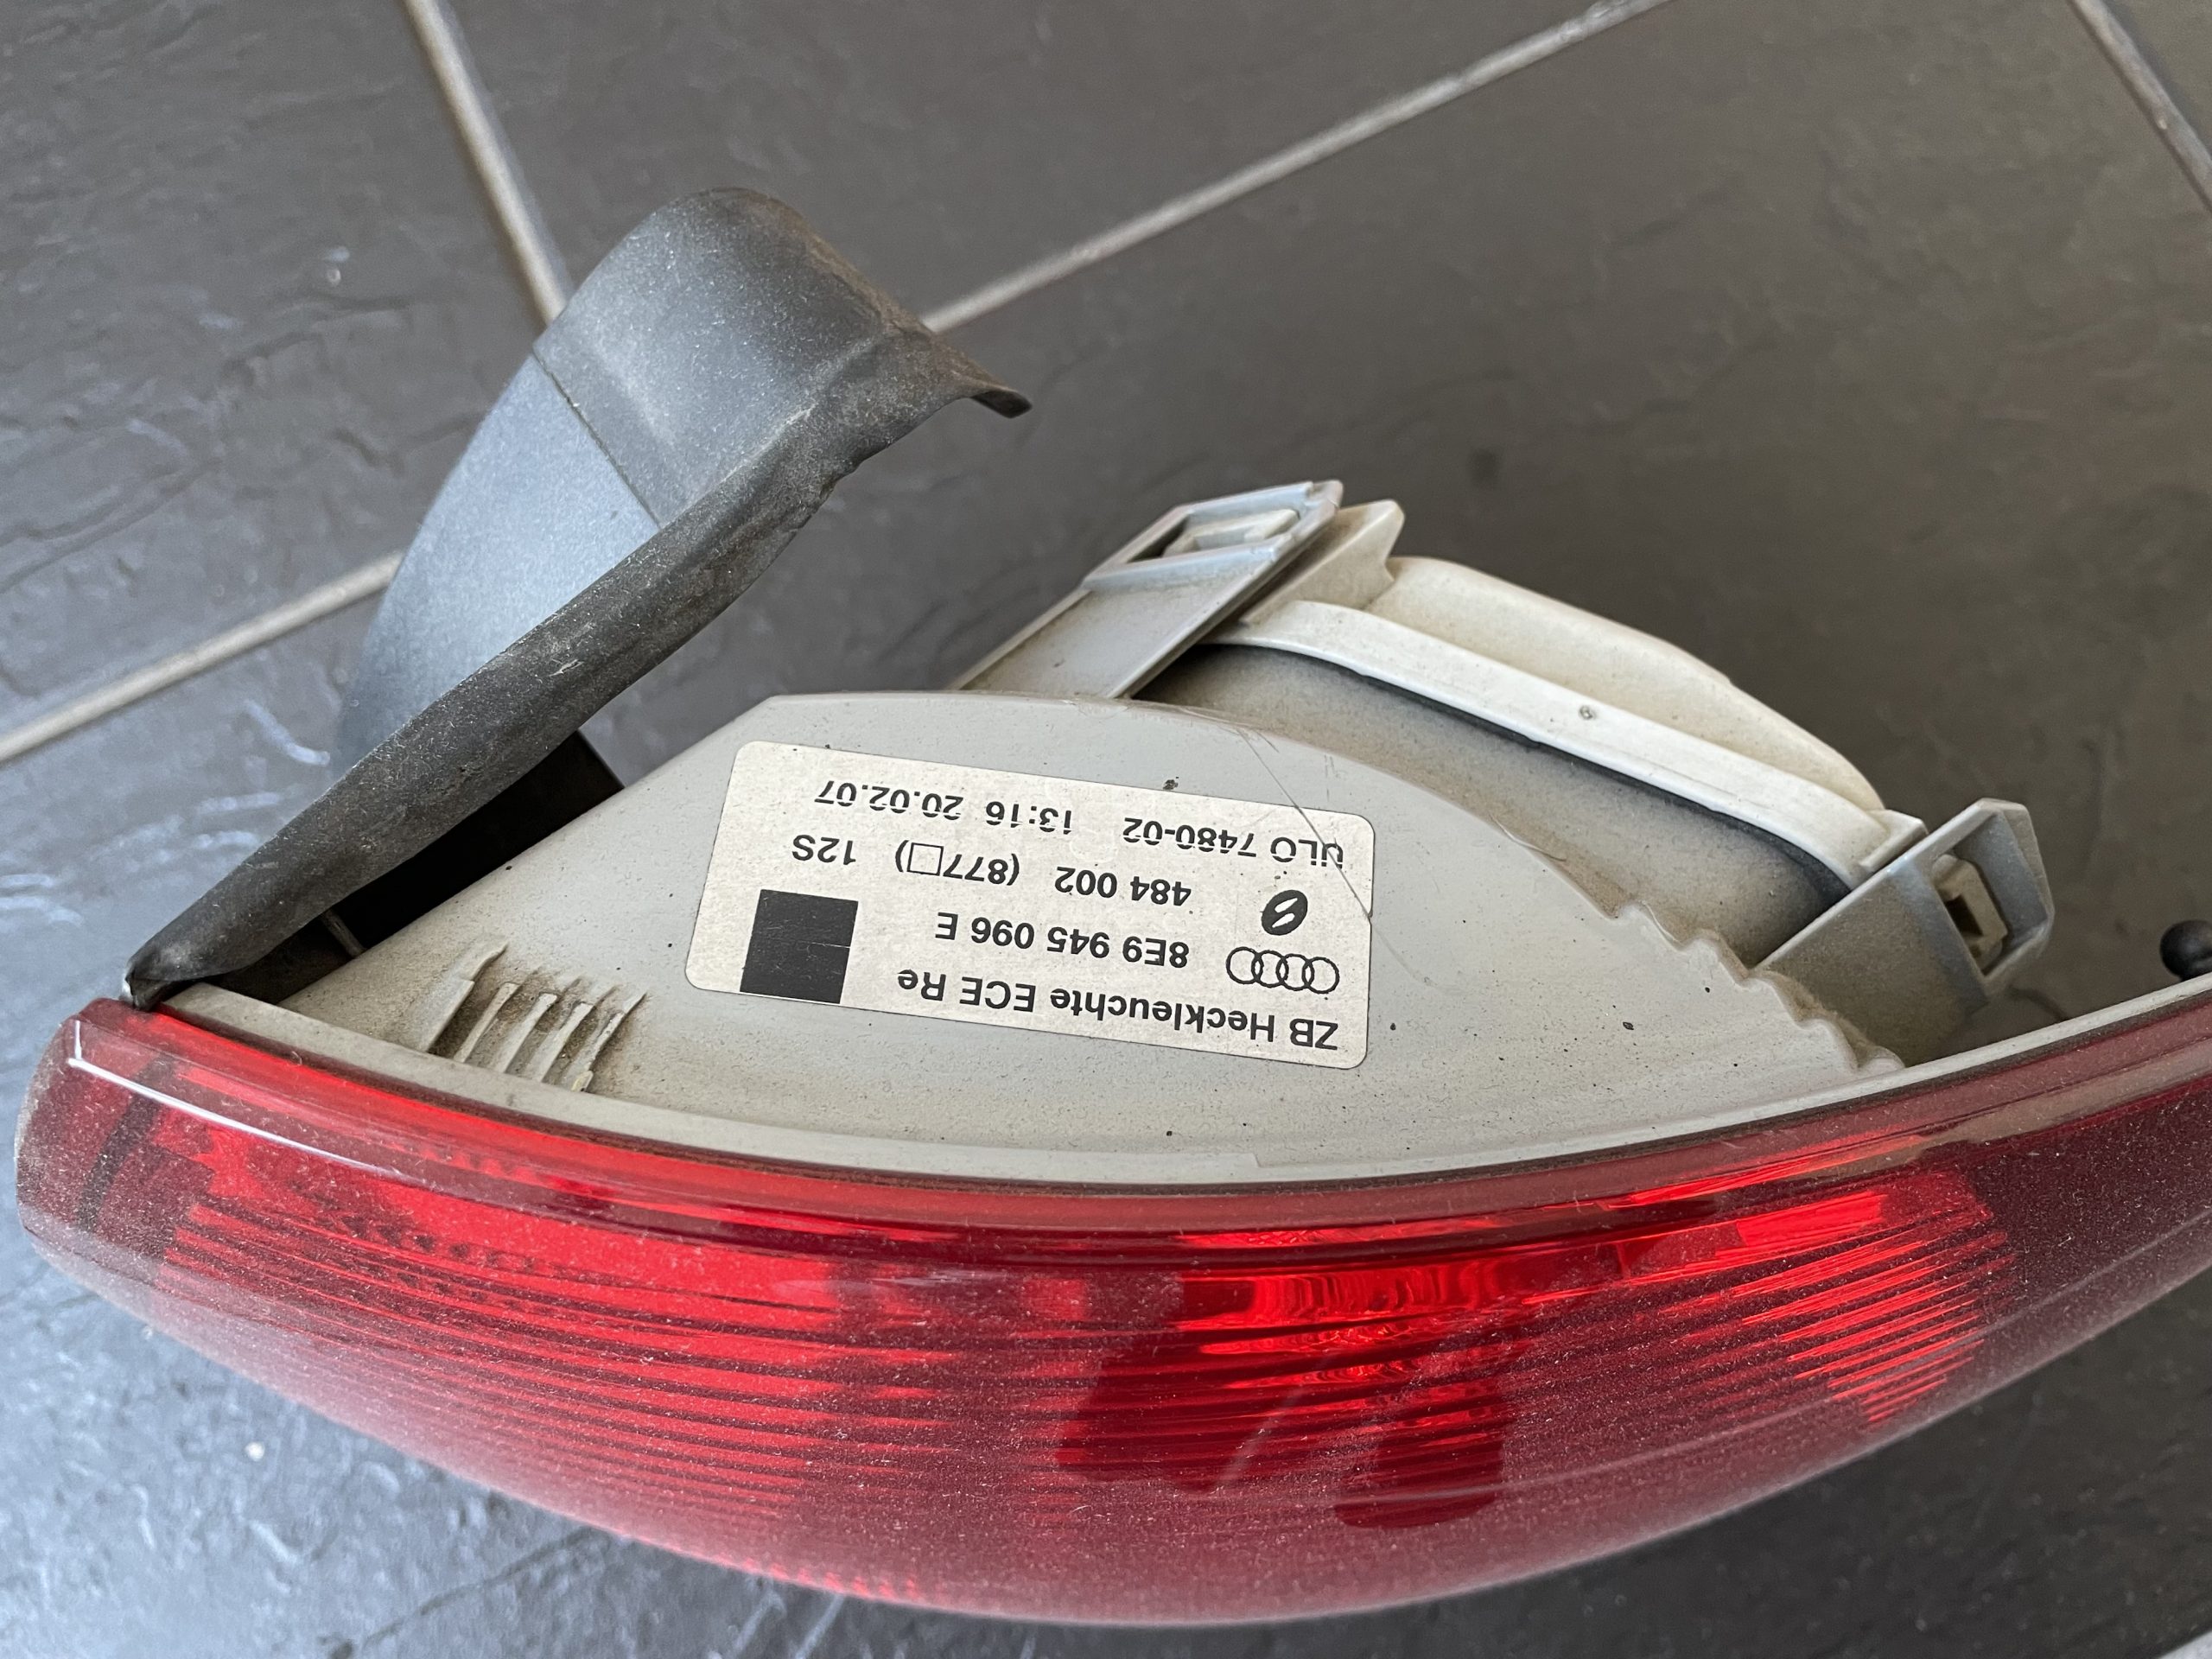 ZB Heckleuchte ECE Re
8E9 945 096 E
484 002 (877□) 12S
ULO 7480-02 13:16 20.02.07